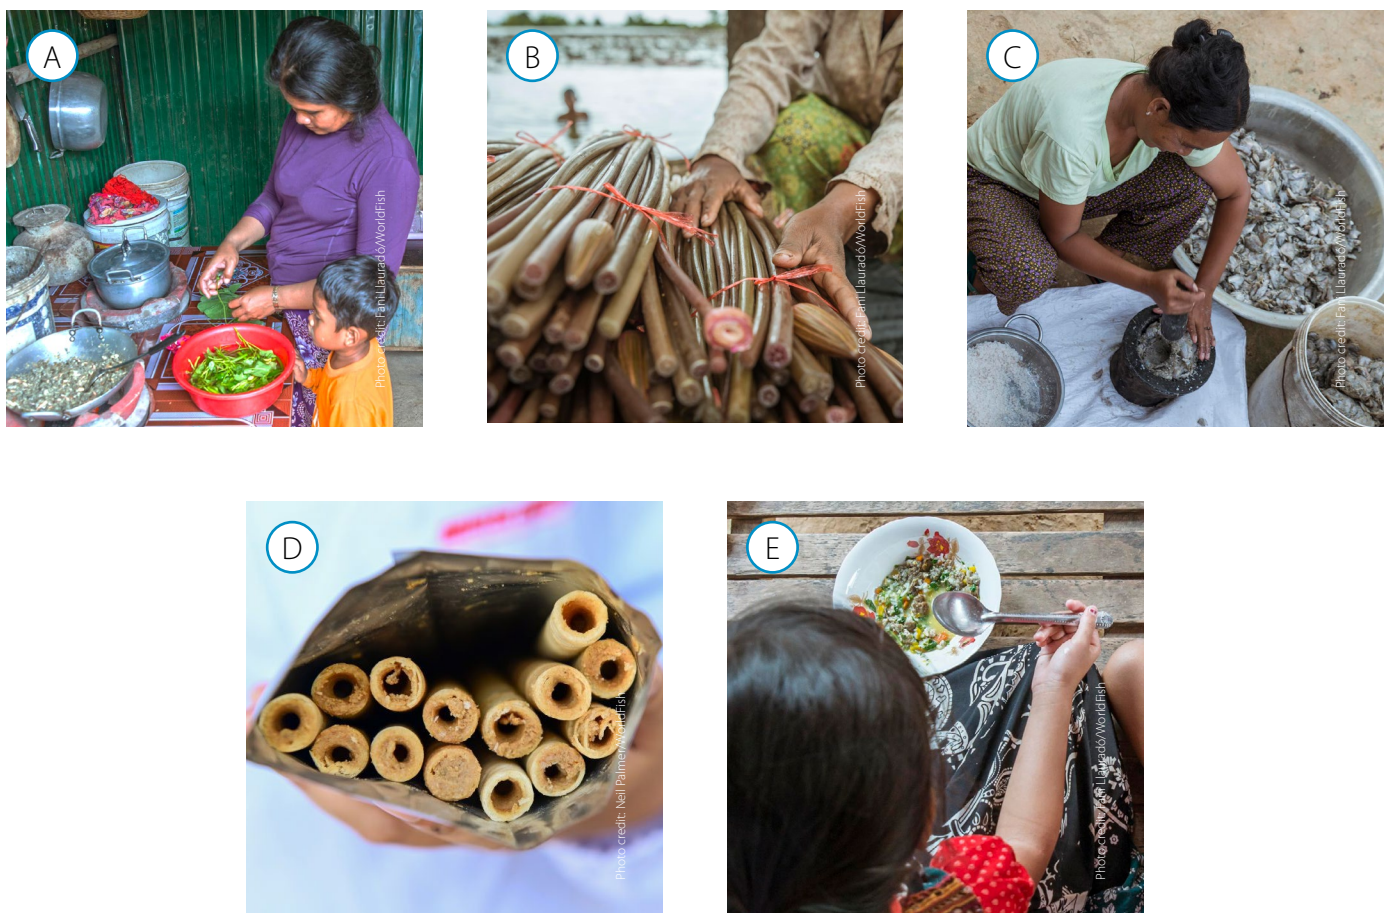 A
Photo credit: Fani Llauradó/WorldFish
B
Photo credit: Fani Llauradó/WorldFish
C
Photo credit: Fani Llauradó/WorldFish
D
Photo credit: Neil Palmer/WorldFish
E
Photo credit: Fani Llauradó/WorldFish